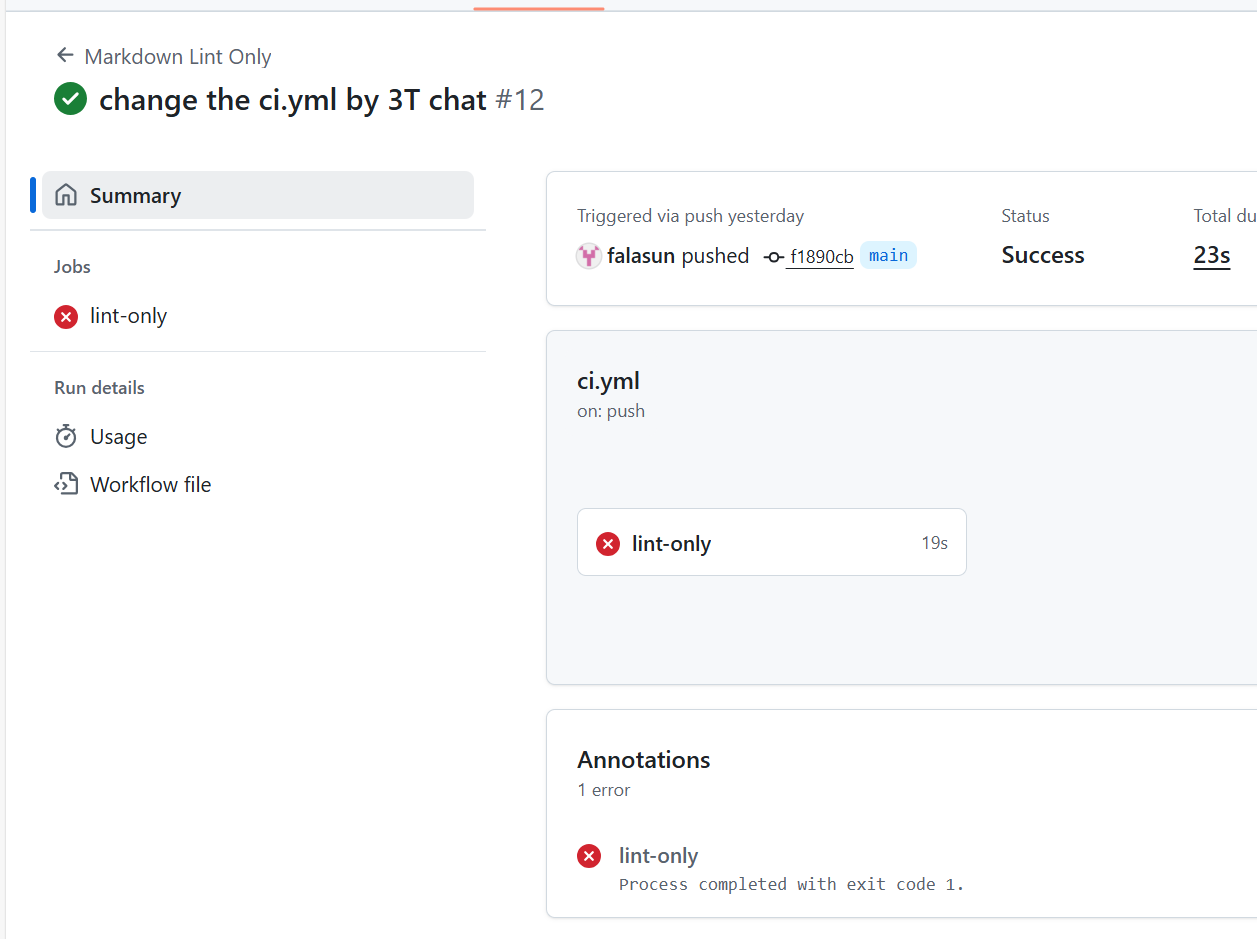 Markdown Lint Only
change the ci.yml by 3T chat #12
Summary
Jobs
lint-only
Run details
Usage
Workflow file
Triggered via push yesterday
falasun pushed f1890cb main
Status
Success
Total du
23s
ci.yml
on: push
lint-only 19s
Annotations
1 error
lint-only
Process completed with exit code 1.